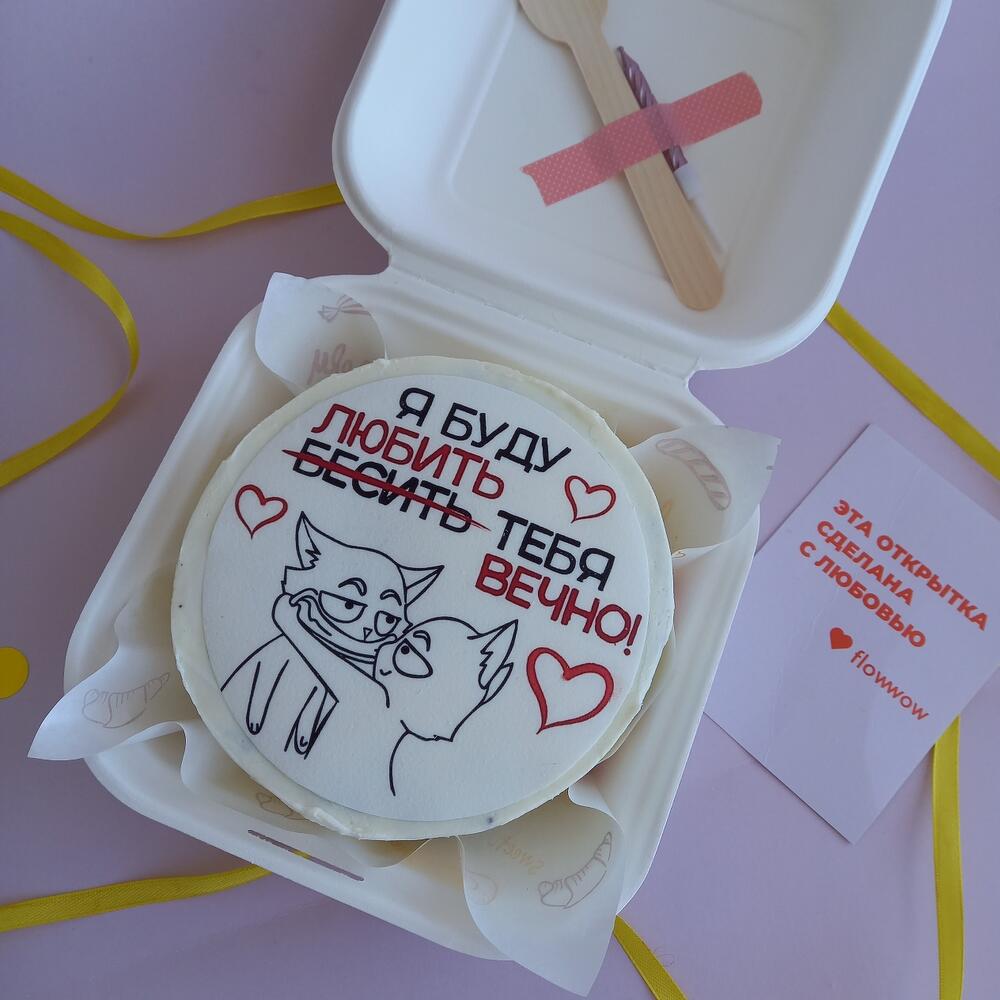 Я БУДУ
ЛЮБИТЬ
БЕСИТЬ ТЕБЯ
ВЕЧНО!
ЭТА ОТКРЫТКА
СДЕЛАНА
С ЛЮБОВЬЮ
flowwow